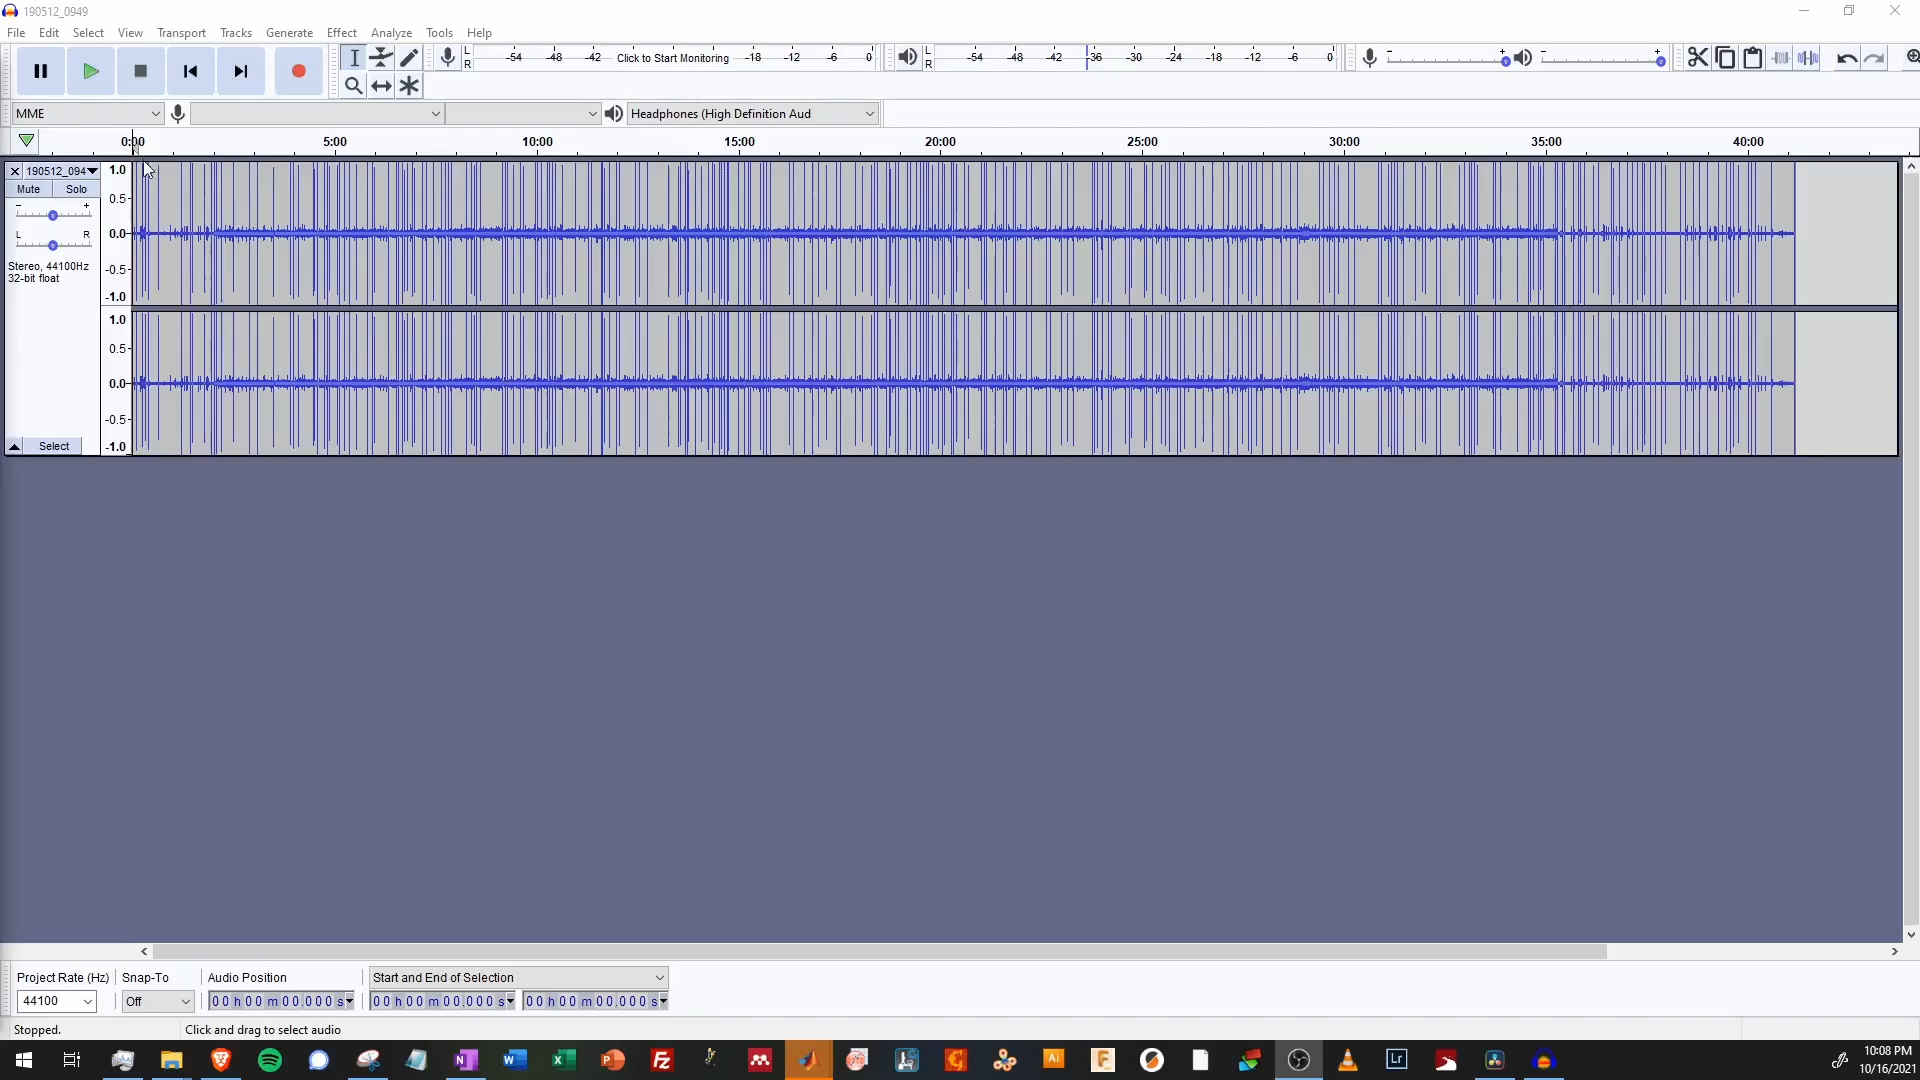 190512_0949
File Edit Select View Transport Tracks Generate Effect Analyze Tools Help
L R -54 -48 -42 Click to Start Monitoring -18 -12 -6 0
L R -54 -48 -42 -36 -30 -24 -18 -12 -6 0
- + - +
MME
Headphones (High Definition Aud
0:00 5:00 10:00 15:00 20:00 25:00 30:00 35:00 40:00
190512_094
Mute Solo
- +
L R
Stereo, 44100Hz
32-bit float
Select
1.0
0.5
0.0
-0.5
-1.0
1.0
0.5
0.0
-0.5
-1.0
Project Rate (Hz) Snap-To Audio Position Start and End of Selection
44100 Off 00 h 00 m 00.000 s 00 h 00 m 00.000 s 00 h 00 m 00.000 s
Stopped. Click and drag to select audio
N W X P FZ Ai F Lr
10:08 PM
10/16/2021